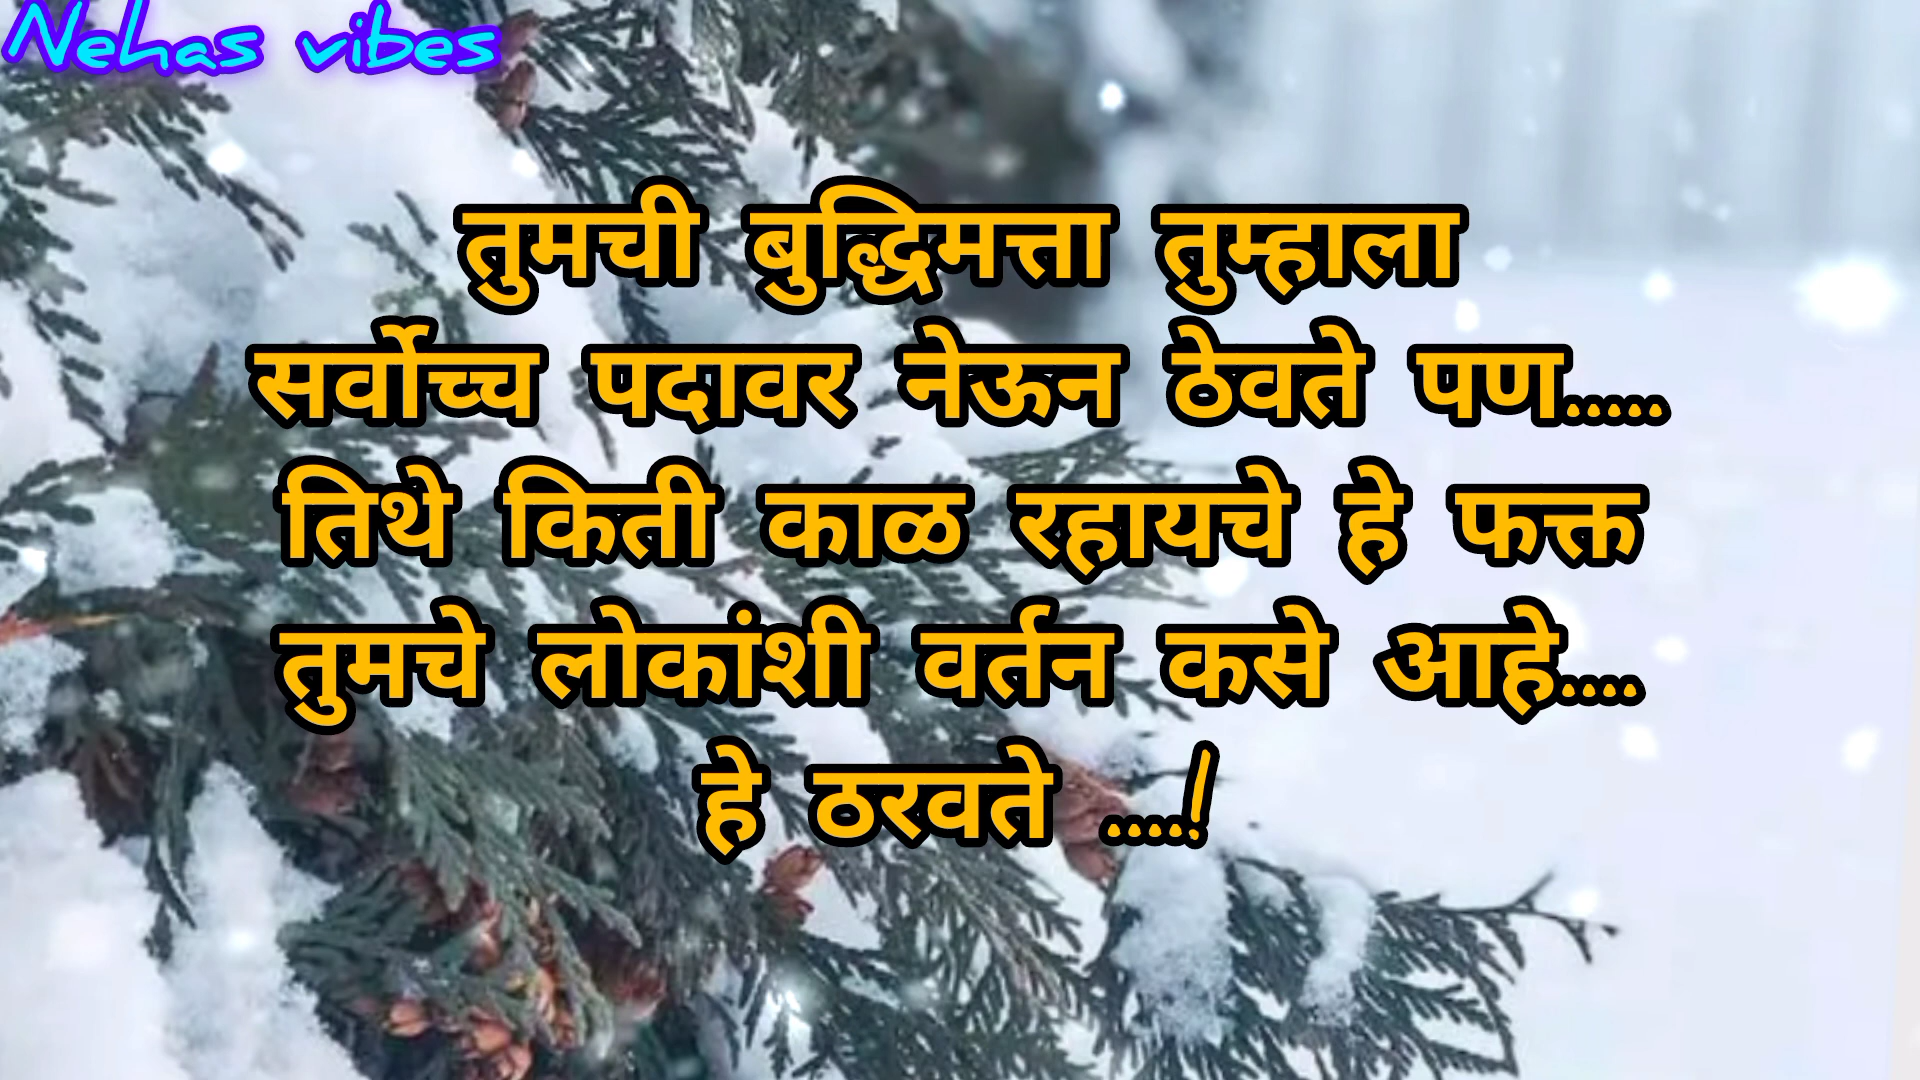 Nehas vibes
तुमची बुद्धिमत्ता तुम्हाला
सर्वोच्च पदावर नेऊन ठेवते पण.....
तिथे किती काळ रहायचे हे फक्त
तुमचे लोकांशी वर्तन कसे आहे....
हे ठरवते ....!